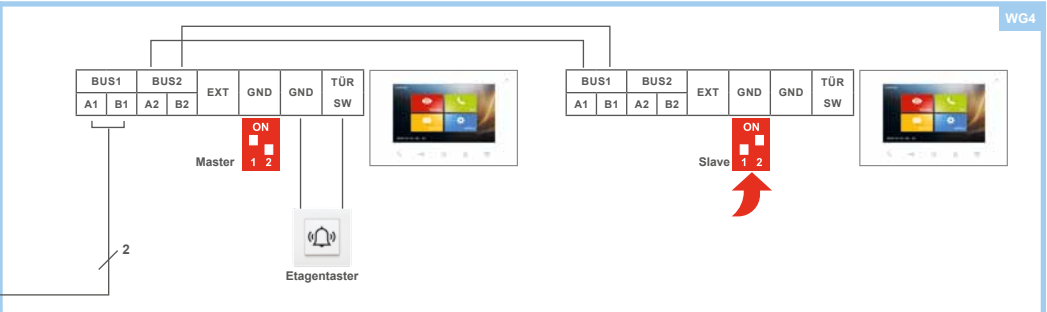 WG4
BUS1 BUS2 EXT GND GND TÜR SW
A1 B1 A2 B2
ON
1 2
Master
Etagentaster
2
BUS1 BUS2 EXT GND GND TÜR SW
A1 B1 A2 B2
ON
1 2
Slave